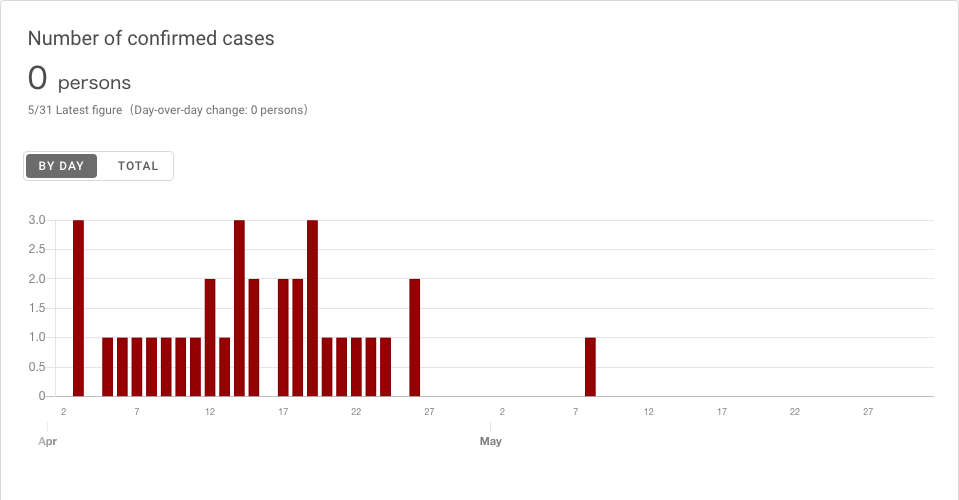 Number of confirmed cases
0 persons
5/31 Latest figure（Day-over-day change: 0 persons）
BY DAY TOTAL
3.0
2.5
2.0
1.5
1.0
0.5
0
2 7 12 17 22 27 2 7 12 17 22 27
Apr May